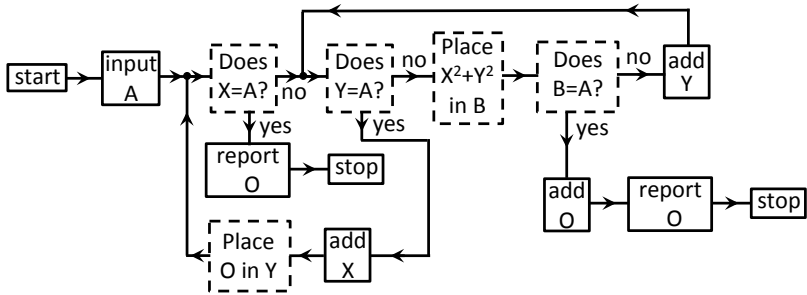 start
input
A
Does
X=A?
no
Does
Y=A?
no
Place
X²+Y²
in B
Does
B=A?
no
add
Y
yes
yes
yes
report
O
stop
add
O
report
O
stop
Place
O in Y
add
X